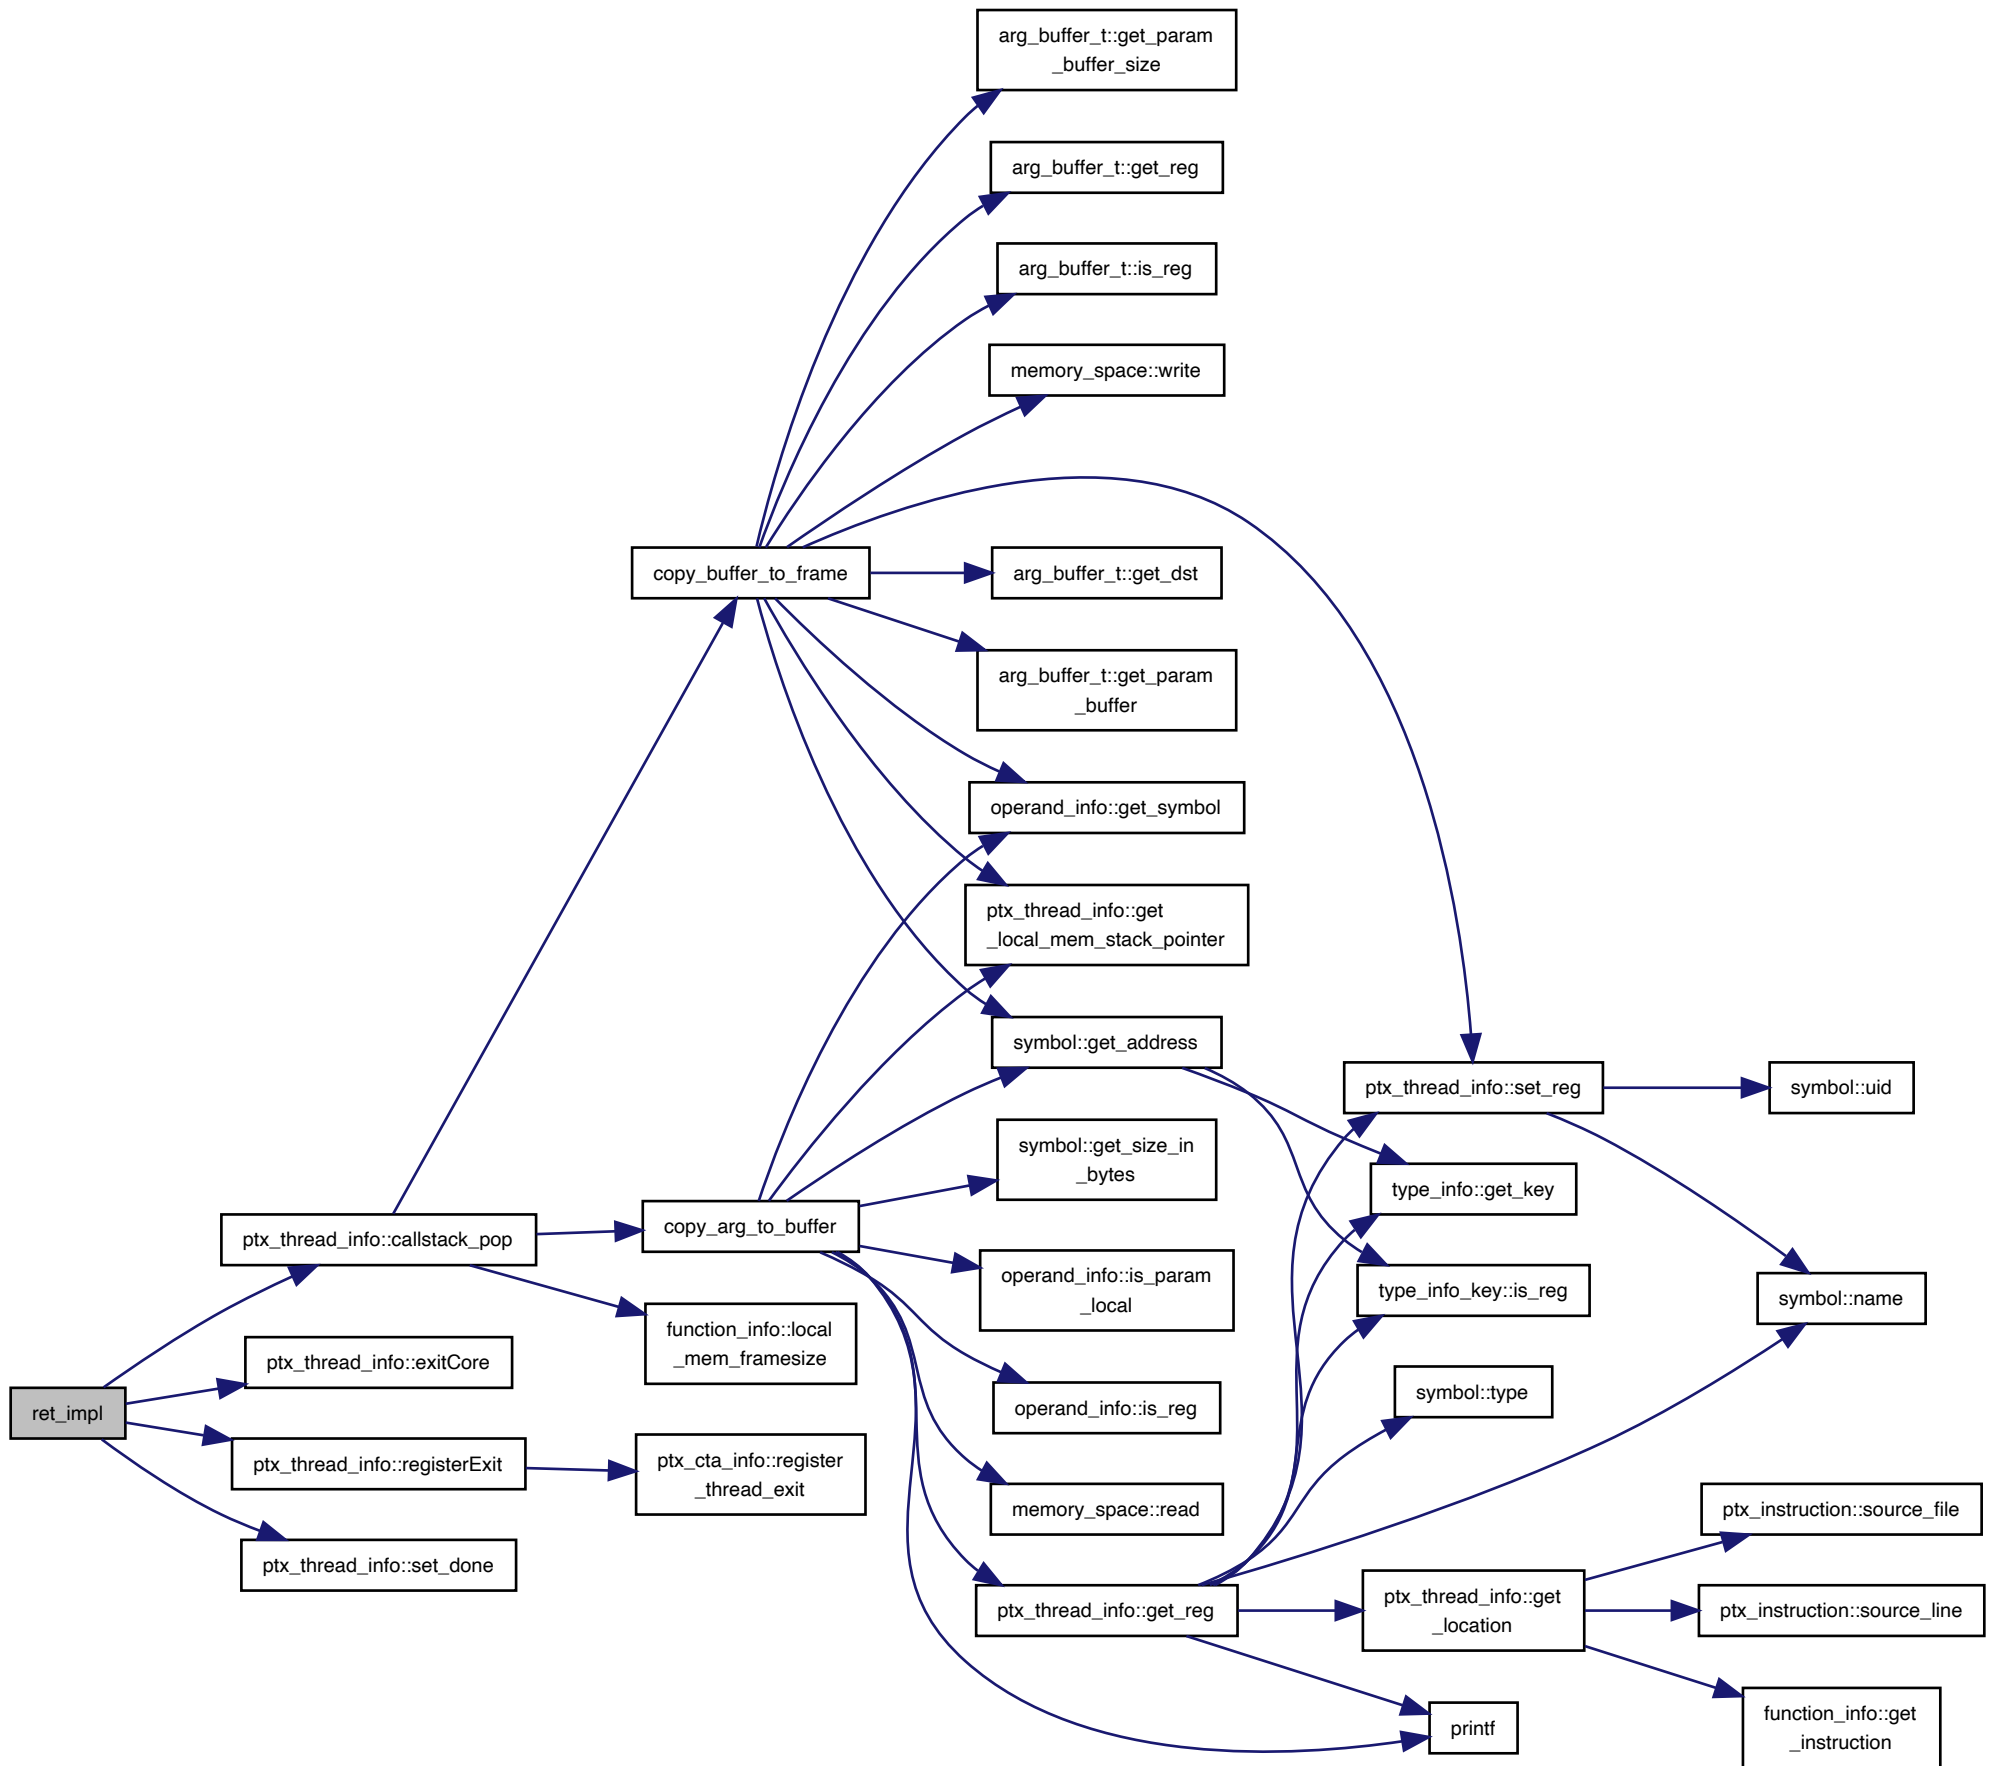 arg_buffer_t::get_param
_buffer_size
arg_buffer_t::get_reg
arg_buffer_t::is_reg
memory_space::write
copy_buffer_to_frame
arg_buffer_t::get_dst
arg_buffer_t::get_param
_buffer
operand_info::get_symbol
ptx_thread_info::get
_local_mem_stack_pointer
symbol::get_address
ptx_thread_info::set_reg
symbol::uid
symbol::get_size_in
_bytes
type_info::get_key
ptx_thread_info::callstack_pop
copy_arg_to_buffer
operand_info::is_param
_local
type_info_key::is_reg
symbol::name
function_info::local
_mem_framesize
ptx_thread_info::exitCore
symbol::type
ret_impl
operand_info::is_reg
ptx_thread_info::registerExit
ptx_cta_info::register
_thread_exit
memory_space::read
ptx_instruction::source_file
ptx_thread_info::set_done
ptx_thread_info::get_reg
ptx_thread_info::get
_location
ptx_instruction::source_line
printf
function_info::get
_instruction